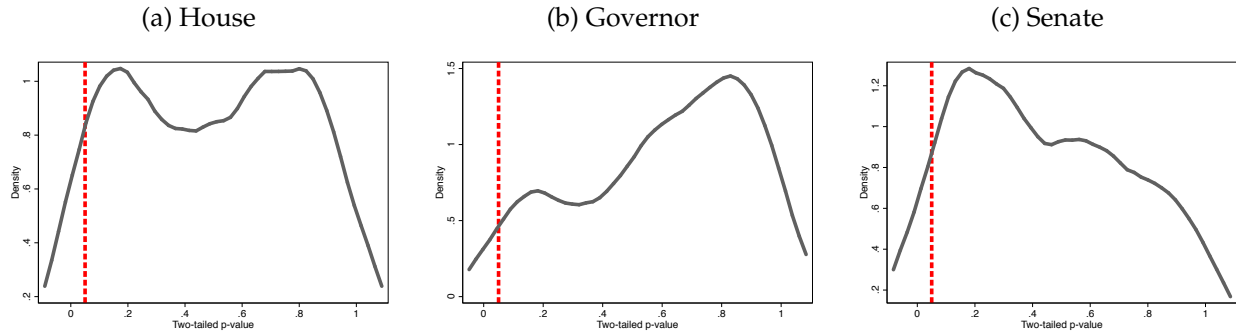 (a) House
Density
.2 .4 .6 .8 1
0 .2 .4 .6 .8 1
Two-tailed p-value
(b) Governor
Density
0 .5 1 1.5
0 .2 .4 .6 .8 1
Two-tailed p-value
(c) Senate
Density
.2 .4 .6 .8 1 1.2
0 .2 .4 .6 .8 1
Two-tailed p-value